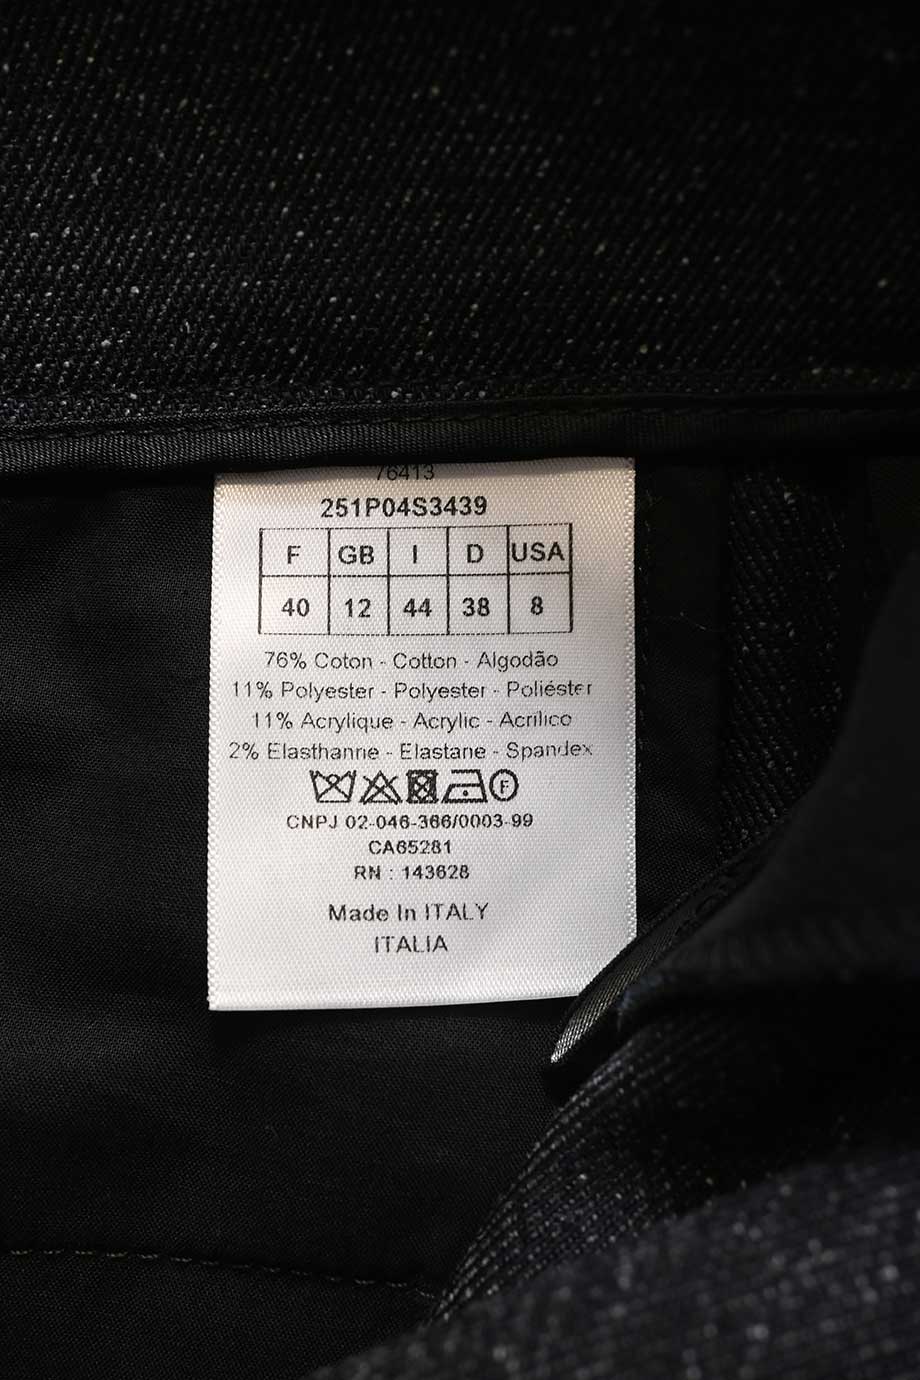 76413
251P04S3439
F GB I D USA
40 12 44 38 8
76% Coton - Cotton - Algodão
11% Polyester - Polyester - Poliéster
11% Acrylique - Acrylic - Acrílico
2% Elasthanne - Elastane - Spandex
F
CNPJ 02-046-366/0003-99
CA65281
RN : 143628
Made In ITALY
ITALIA